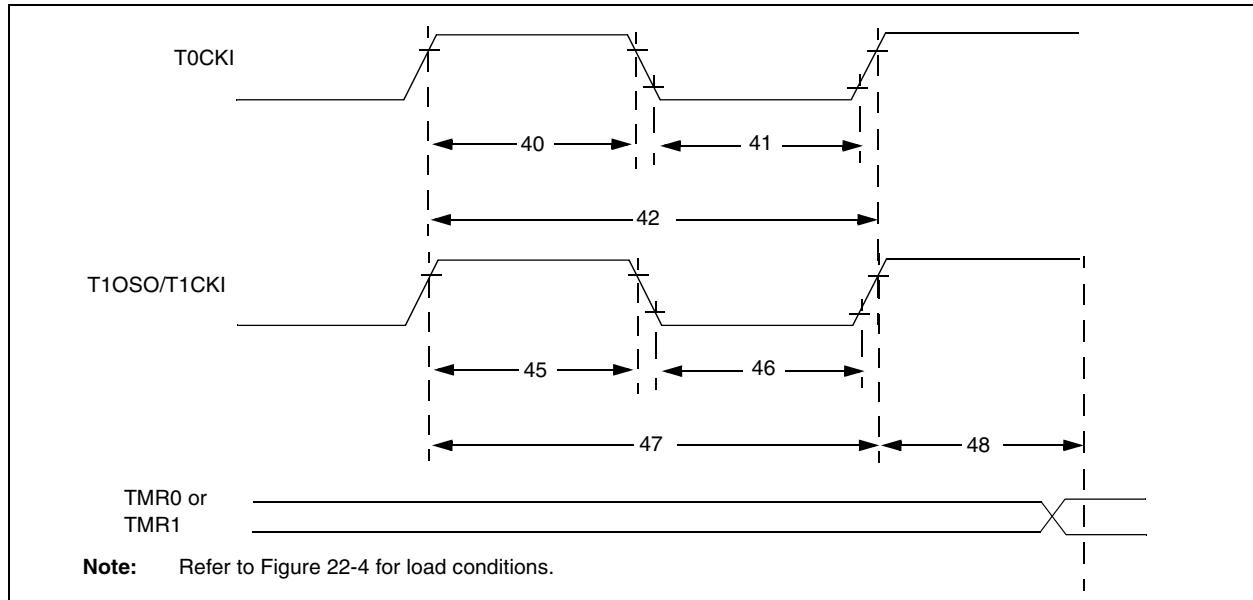 T0CKI
40
41
42
T1OSO/T1CKI
45
46
47
48
TMR0 or
TMR1
Note: Refer to Figure 22-4 for load conditions.